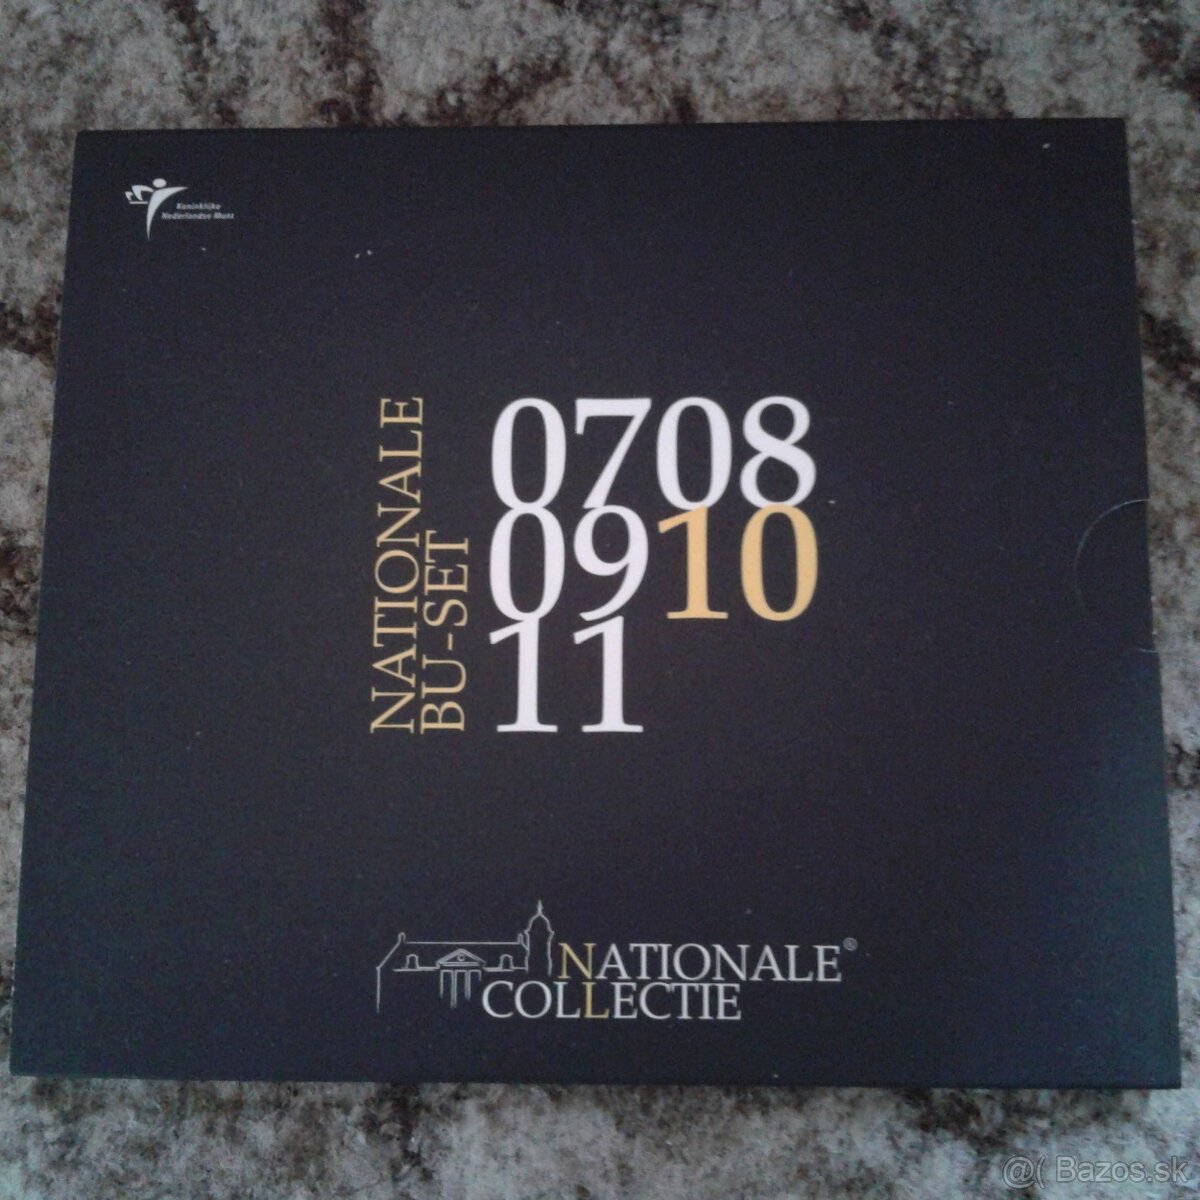 Koninklijke
Nederlandse Munt
NATIONALE
BU-SET
0708
0910
11
NATIONALE®
COLLECTIE
@( Bazos.sk